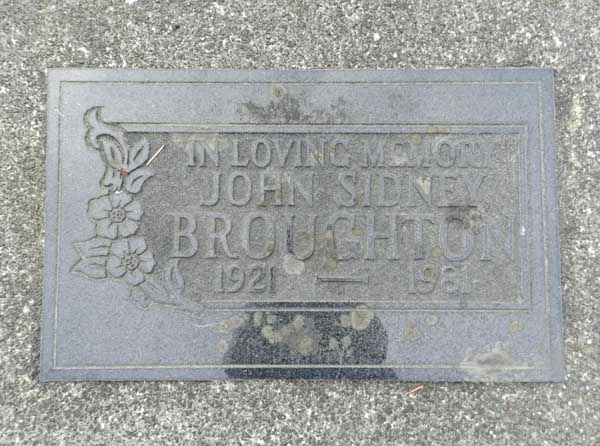 IN LOVING MEMORY
JOHN SIDNEY
BROUGHTON
1921 — 1981